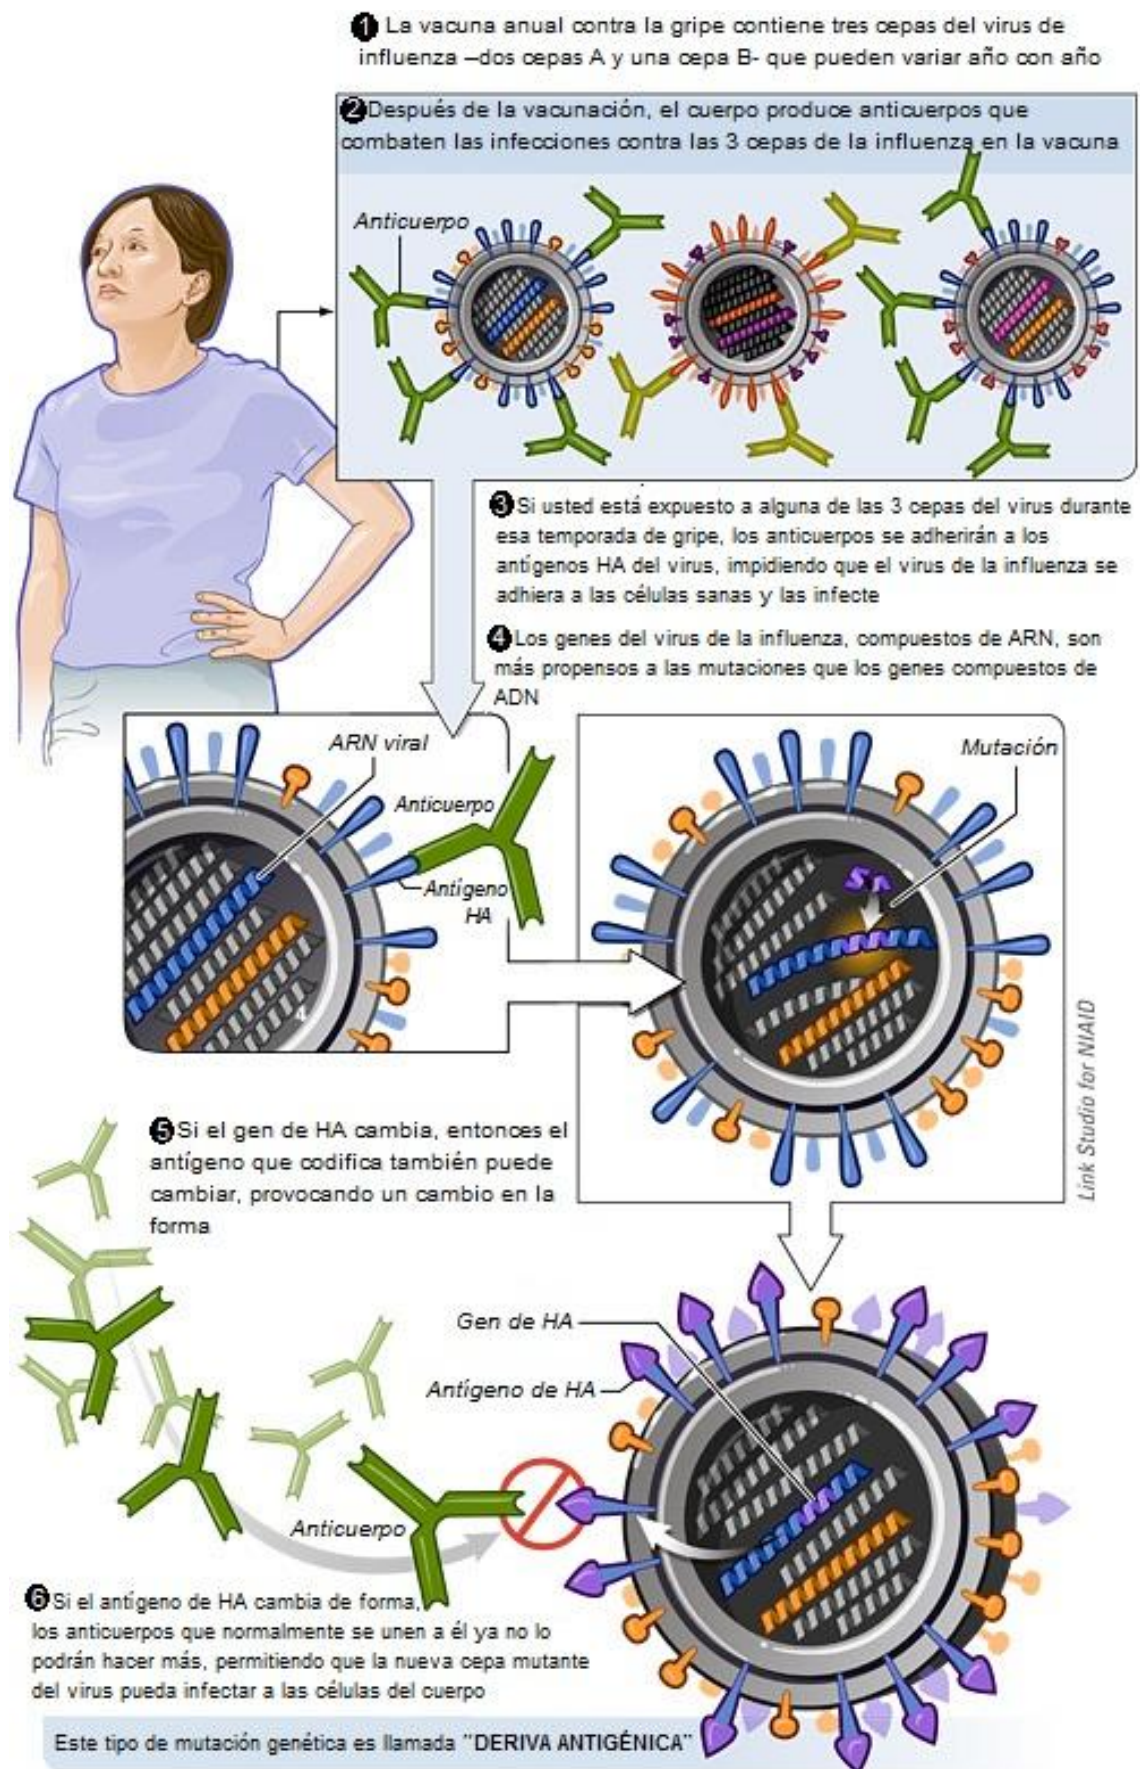 1 La vacuna anual contra la gripe contiene tres cepas del virus de
influenza –dos cepas A y una cepa B- que pueden variar año con año
2 Después de la vacunación, el cuerpo produce anticuerpos que
combaten las infecciones contra las 3 cepas de la influenza en la vacuna
Anticuerpo
3 Si usted está expuesto a alguna de las 3 cepas del virus durante
esa temporada de gripe, los anticuerpos se adherirán a los
antígenos HA del virus, impidiendo que el virus de la influenza se
adhiera a las células sanas y las infecte
4 Los genes del virus de la influenza, compuestos de ARN, son
más propensos a las mutaciones que los genes compuestos de
ADN
ARN viral
Anticuerpo
Antígeno
HA
4
Mutación
Link Studio for NIAID
5 Si el gen de HA cambia, entonces el
antígeno que codifica también puede
cambiar, provocando un cambio en la
forma
Gen de HA
Antígeno de HA
Anticuerpo
6 Si el antígeno de HA cambia de forma,
los anticuerpos que normalmente se unen a él ya no lo
podrán hacer más, permitiendo que la nueva cepa mutante
del virus pueda infectar a las células del cuerpo
Este tipo de mutación genética es llamada "DERIVA ANTIGÉNICA"